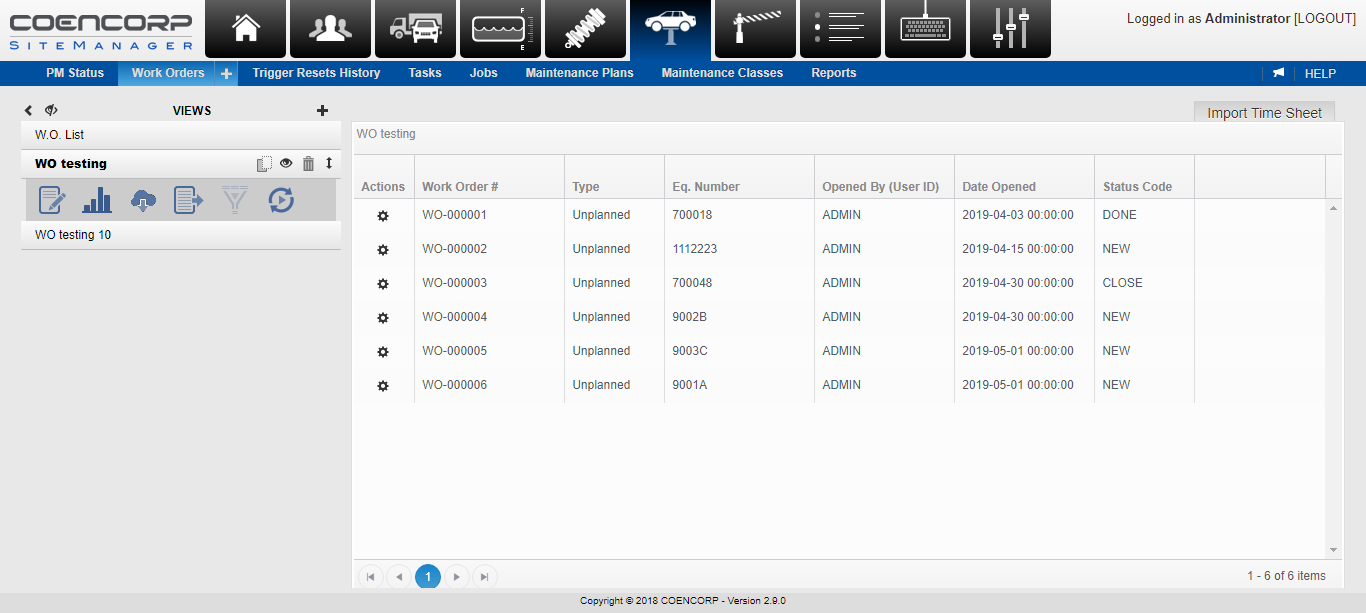 COENCORP
SITEMANAGER
F
E
Logged in as Administrator [LOGOUT]
PM Status Work Orders + Trigger Resets History Tasks Jobs Maintenance Plans Maintenance Classes Reports HELP
VIEWS +
W.O. List
WO testing
WO testing 10
Import Time Sheet
WO testing
Actions Work Order # Type Eq. Number Opened By (User ID) Date Opened Status Code
WO-000001 Unplanned 700018 ADMIN 2019-04-03 00:00:00 DONE
WO-000002 Unplanned 1112223 ADMIN 2019-04-15 00:00:00 NEW
WO-000003 Unplanned 700048 ADMIN 2019-04-30 00:00:00 CLOSE
WO-000004 Unplanned 9002B ADMIN 2019-04-30 00:00:00 NEW
WO-000005 Unplanned 9003C ADMIN 2019-05-01 00:00:00 NEW
WO-000006 Unplanned 9001A ADMIN 2019-05-01 00:00:00 NEW
1
1 - 6 of 6 items
Copyright © 2018 COENCORP - Version 2.9.0